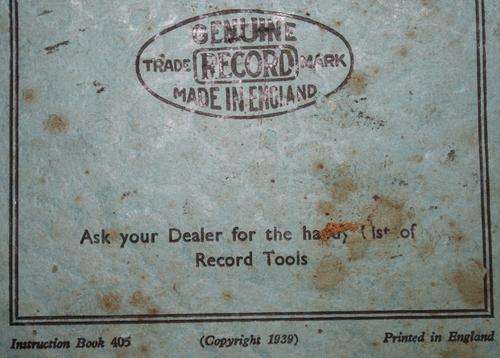 GENUINE
TRADE RECORD MARK
MADE IN ENGLAND
Ask your Dealer for the handy list of
Record Tools
Instruction Book 405 (Copyright 1939) Printed in England